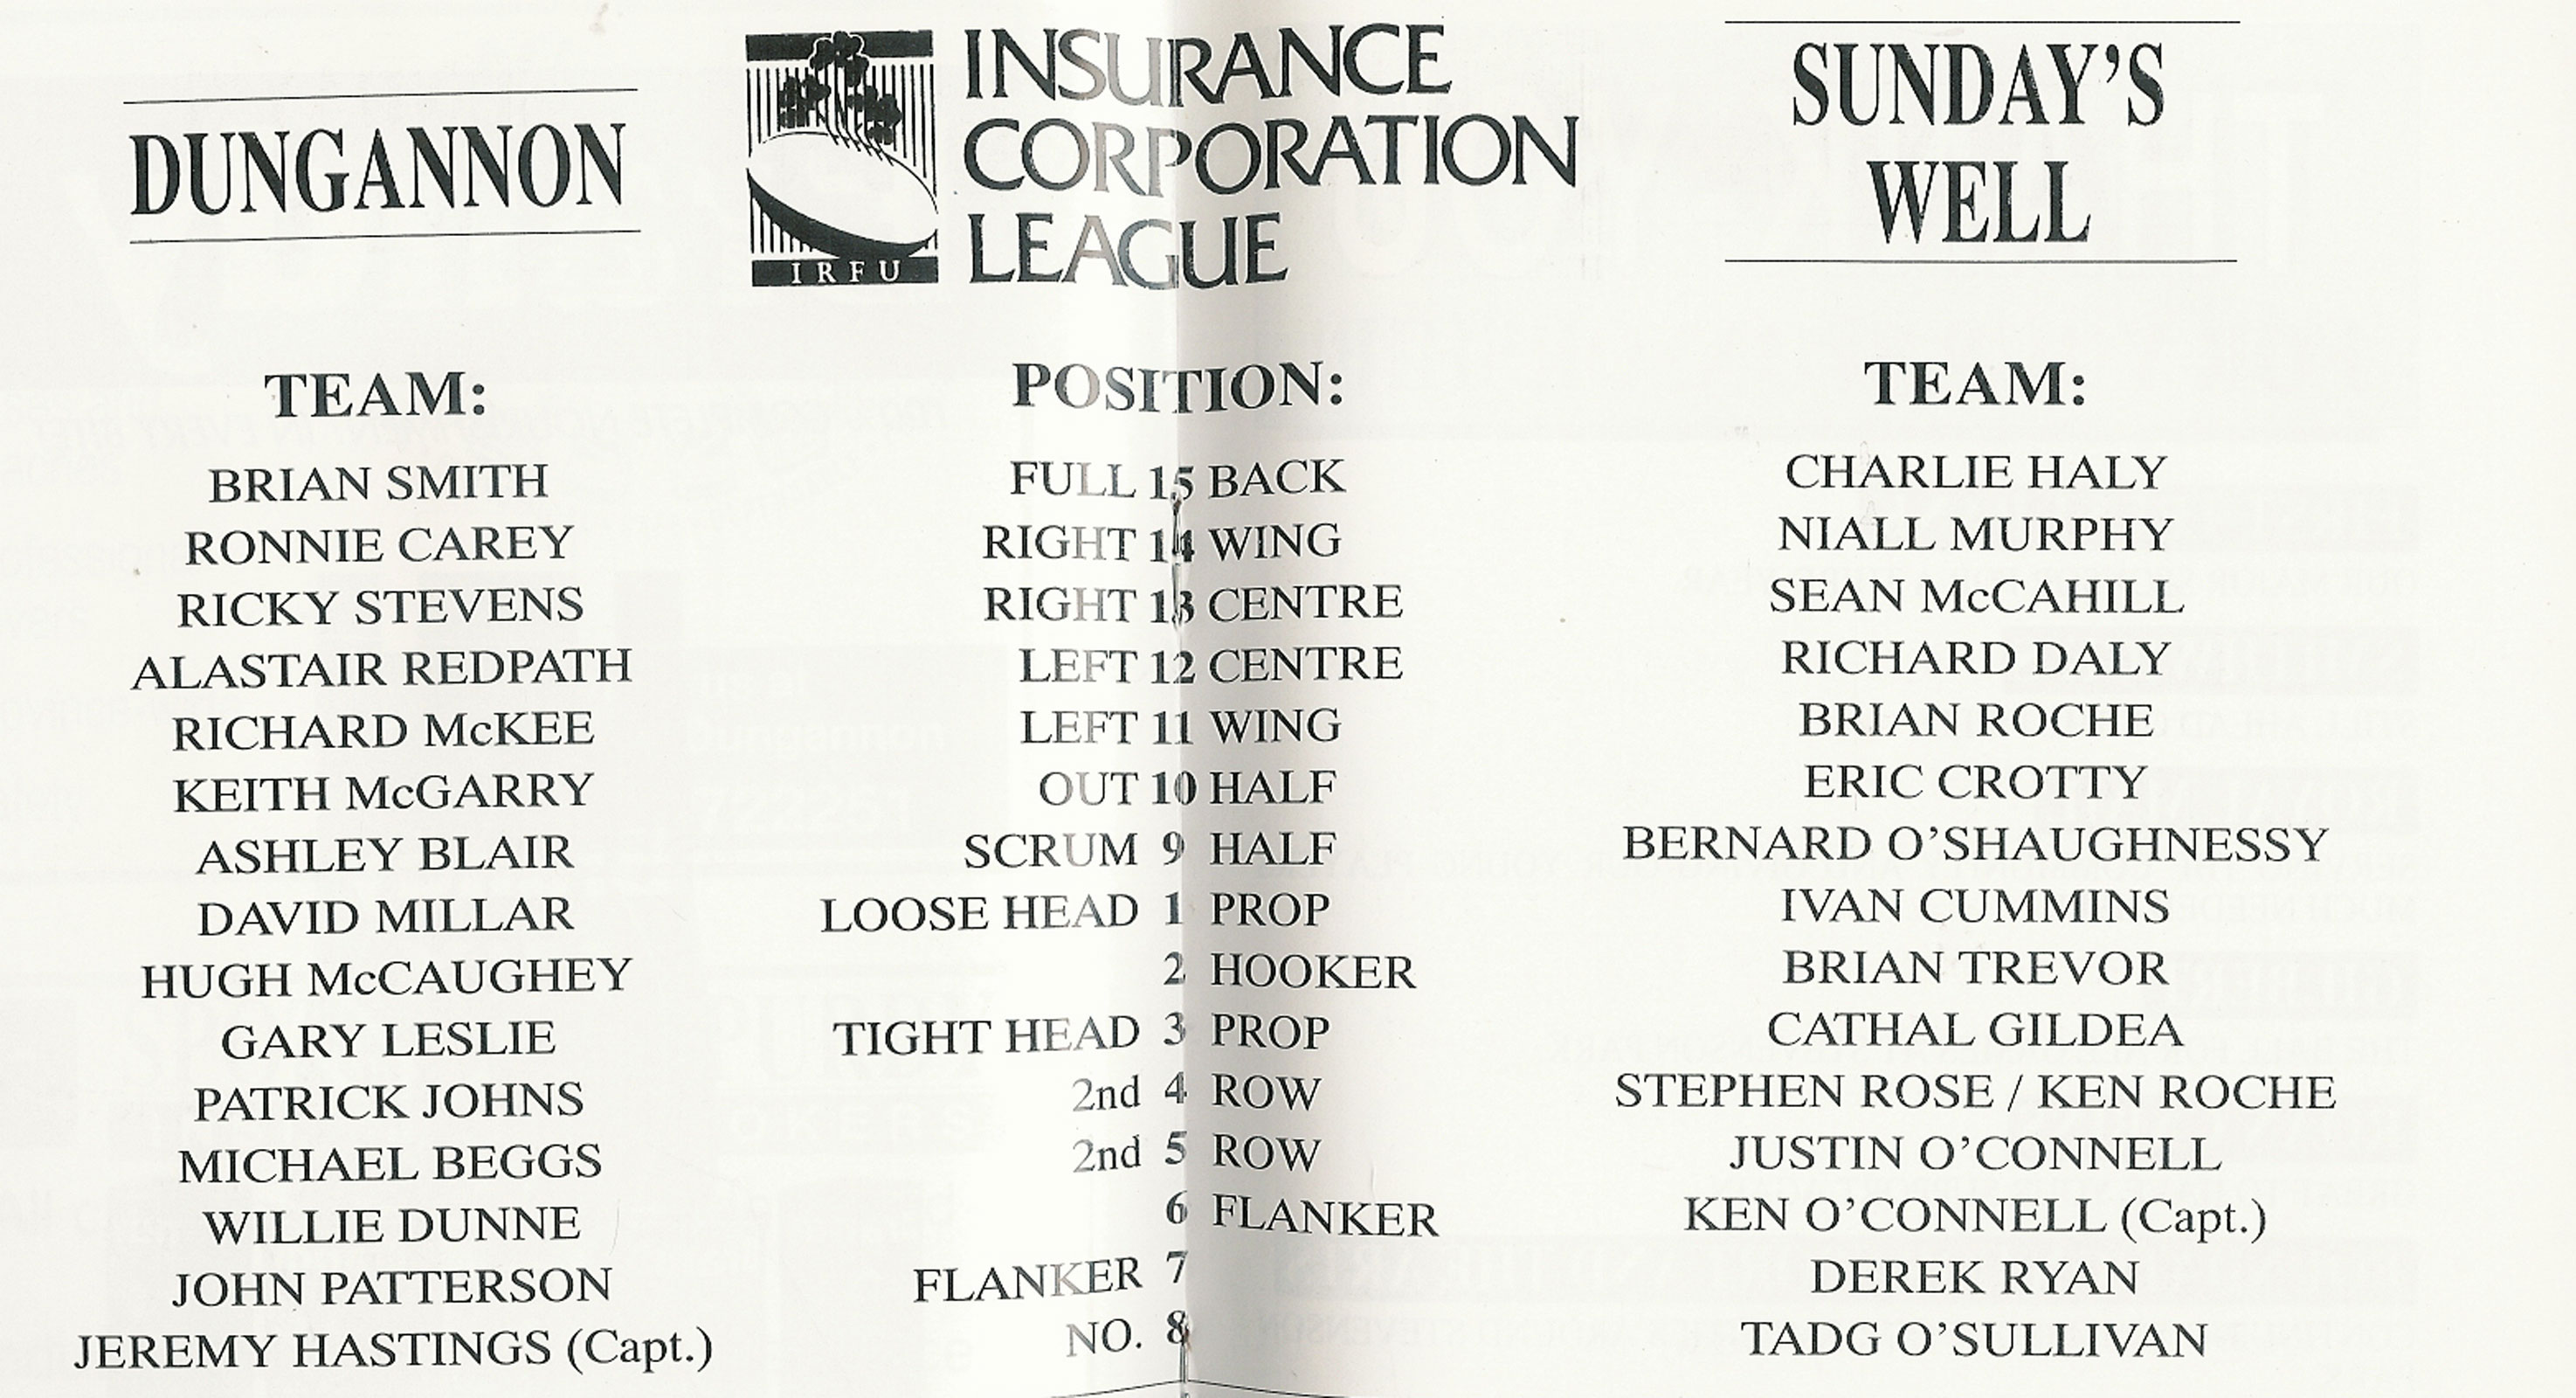 DUNGANNON
IRFU
INSURANCE
CORPORATION
LEAGUE
SUNDAY'S
WELL
TEAM: POSITION: TEAM:
BRIAN SMITH FULL 15 BACK CHARLIE HALY
RONNIE CAREY RIGHT 14 WING NIALL MURPHY
RICKY STEVENS RIGHT 13 CENTRE SEAN McCAHILL
ALASTAIR REDPATH LEFT 12 CENTRE RICHARD DALY
RICHARD McKEE LEFT 11 WING BRIAN ROCHE
KEITH McGARRY OUT 10 HALF ERIC CROTTY
ASHLEY BLAIR SCRUM 9 HALF BERNARD O'SHAUGHNESSY
DAVID MILLAR LOOSE HEAD 1 PROP IVAN CUMMINS
HUGH McCAUGHEY 2 HOOKER BRIAN TREVOR
GARY LESLIE TIGHT HEAD 3 PROP CATHAL GILDEA
PATRICK JOHNS 2nd 4 ROW STEPHEN ROSE / KEN ROCHE
MICHAEL BEGGS 2nd 5 ROW JUSTIN O'CONNELL
WILLIE DUNNE 6 FLANKER KEN O'CONNELL (Capt.)
JOHN PATTERSON FLANKER 7 DEREK RYAN
JEREMY HASTINGS (Capt.) NO. 8 TADG O'SULLIVAN